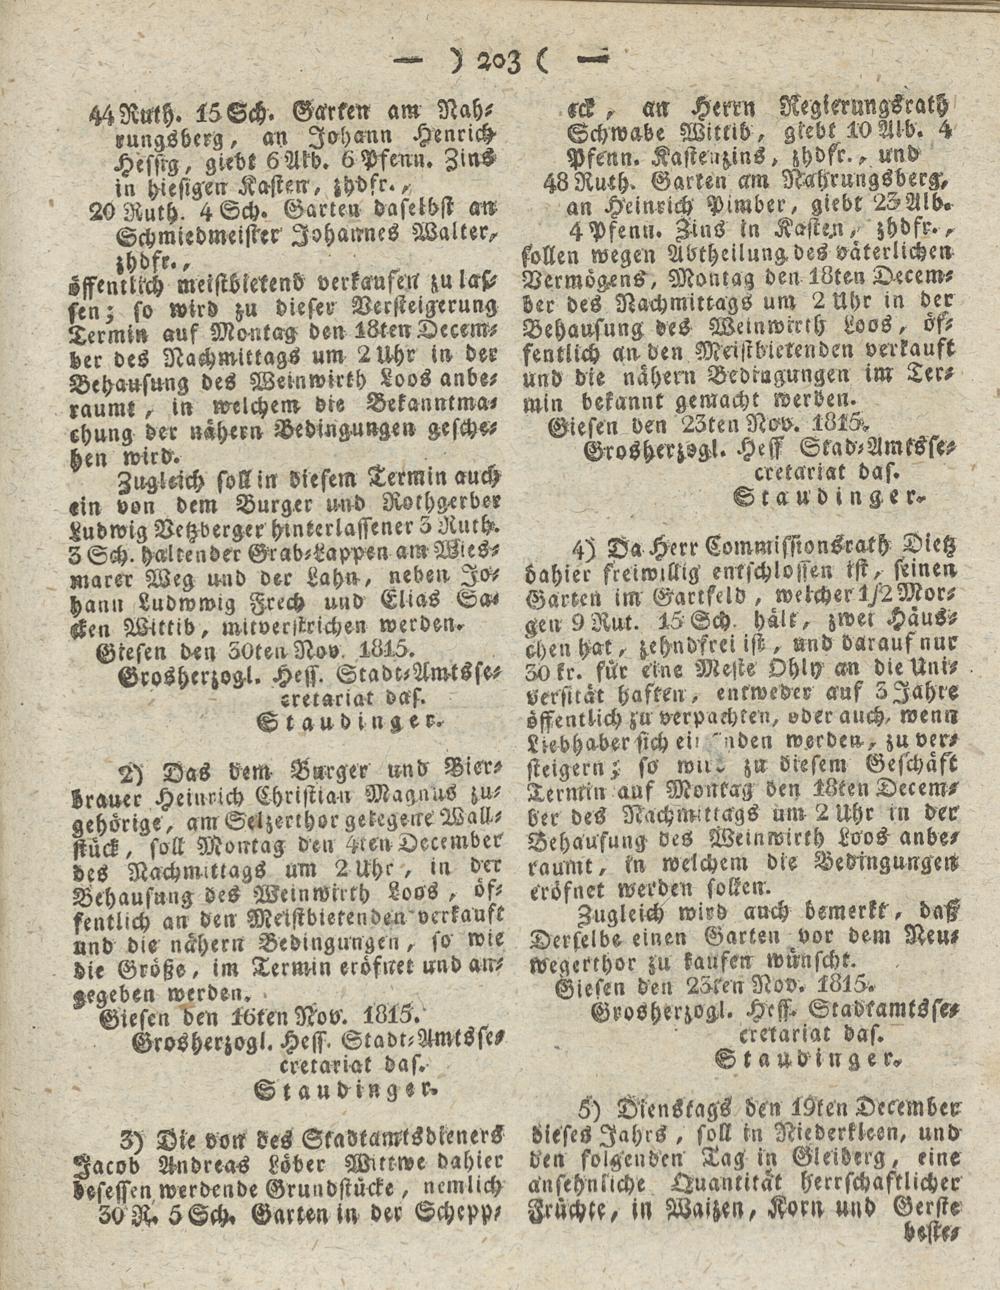 — ) 203 ( —
44 Ruth. 15 Sch. Garten am Nah-
rungsberg, an Johann Henrich
Hessig, giebt 6 Alb. 6 Pfenn. Zins
in hiesigen Kasten, zhdfr.,
20 Ruth. 4 Sch. Garten daselbst an
Schmiedmeister Johannes Walter,
zhdfr.,
öffentlich meistbietend verkaufen zu las-
sen; so wird zu dieser Versteigerung
Termin auf Montag den 18ten Decem-
ber des Nachmittags um 2 Uhr in der
Behausung des Weinwirth Loos anbe-
raumt, in welchem die Bekanntma-
chung der nähern Bedingungen gesche-
hen wird.
Zugleich soll in diesem Termin auch
ein von dem Burger und Rothgerber
Ludwig Vetzberger hinterlassener 3 Ruth.
3 Sch. haltender Grab-Lappen am Wies-
marer Weg und der Lahn, neben Jo-
hann Ludwwig Frech und Elias Sa-
cken Wittib, mitverstrichen werden.
Giesen den 30ten Nov. 1815.
Grosherzogl. Hess. Stadt-Amtsse-
cretariat das.
Staudinger.
2) Das dem Burger und Bier-
brauer Heinrich Christian Magnus zu-
gehörige, am Selzerthor gelegene Wall-
stück, soll Montag den 4ten December
des Nachmittags um 2 Uhr, in der
Behausung des Weinwirth Loos, öf-
fentlich an den Meistbietenden verkauft
und die nähern Bedingungen, so wie
die Größe, im Termin eröfnet und an-
gegeben werden.
Giesen den 16ten Nov. 1815.
Grosherzogl. Hess. Stadt-Amtsse-
cretariat das.
Staudinger.
3) Die von des Stadtamtsdieners
Jacob Andreas Löber Wittwe dahier
besessen werdende Grundstücke, nemlich
30 R. 5 Sch. Garten in der Schepp-
eck, an Herrn Regierungsrath
Schwabe Wittib, giebt 10 Alb. 4
Pfenn. Kastenzins, zhdfr., und
48 Ruth. Garten am Nahrungsberg,
an Heinrich Pimber, giebt 23 Alb.
4 Pfenn. Zins in Kasten, zhdfr.,
sollen wegen Abtheilung des väterlichen
Vermögens, Montag den 18ten Decem-
ber des Nachmittags um 2 Uhr in der
Behausung des Weinwirth Loos, öf-
fentlich an den Meistbietenden verkauft
und die nähern Bedingungen im Ter-
min bekannt gemacht werden.
Giesen den 23ten Nov. 1815.
Grosherzogl. Hess Stad-Amtsse-
cretariat das.
Staudinger.
4) Da Herr Commissionsrath Dietz
dahier freiwillig entschlossen ist, seinen
Garten im Gartfeld, welcher 1/2 Mor-
gen 9 Rut. 15 Sch. hält, zwei Häus-
chen hat, zehndfrei ist, und darauf nur
30 kr. für eine Meste Ohly an die Uni-
versität haften, entweder auf 3 Jahre
öffentlich zu verpachten, oder auch, wenn
Liebhaber sich einfinden werden, zu ver-
steigern; so wird zu diesem Geschäft
Termin auf Montag den 18ten Decem-
ber des Nachmittags um 2 Uhr in der
Behausung des Weinwirth Loos anbe-
raumt, in welchem die Bedingungen
eröfnet werden sollen.
Zugleich wird auch bemerkt, daß
Derselbe einen Garten vor dem Neu-
wegerthor zu kaufen wünscht.
Giesen den 23ten Nov. 1815.
Grosherzogl. Hess. Stadtamtsse-
cretariat das.
Staudinger.
5) Dienstags den 19ten December
dieses Jahrs, soll in Niederkleen, und
den folgenden Tag in Gleiberg, eine
ansehnliche Quantität herrschaftlicher
Früchte, in Waizen, Korn und Gerste
beste-